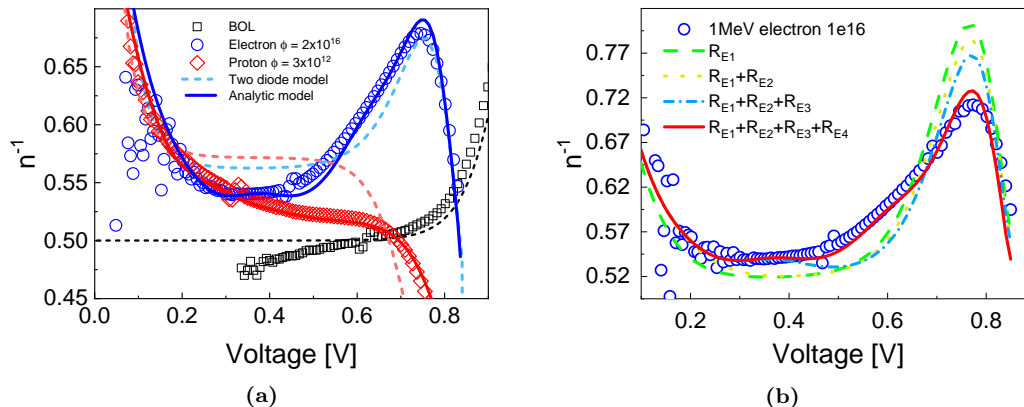 BOL
Electron ϕ = 2x10¹⁶
Proton ϕ = 3x10¹²
Two diode model
Analytic model
n⁻¹
0.65
0.60
0.55
0.50
0.45
0.0 0.2 0.4 0.6 0.8
Voltage [V]
(a)
1MeV electron 1e16
R_E1
R_E1+R_E2
R_E1+R_E2+R_E3
R_E1+R_E2+R_E3+R_E4
n⁻¹
0.77
0.72
0.67
0.62
0.57
0.52
0.2 0.4 0.6 0.8
Voltage [V]
(b)